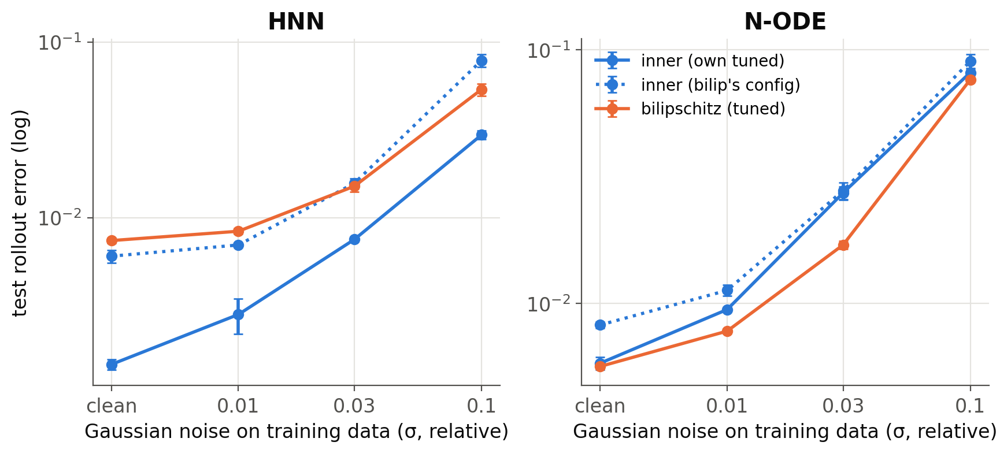 HNN
N-ODE
test rollout error (log)
10⁻¹
10⁻²
clean
0.01
0.03
0.1
Gaussian noise on training data (σ, relative)
10⁻¹
10⁻²
inner (own tuned)
inner (bilip's config)
bilipschitz (tuned)
clean
0.01
0.03
0.1
Gaussian noise on training data (σ, relative)